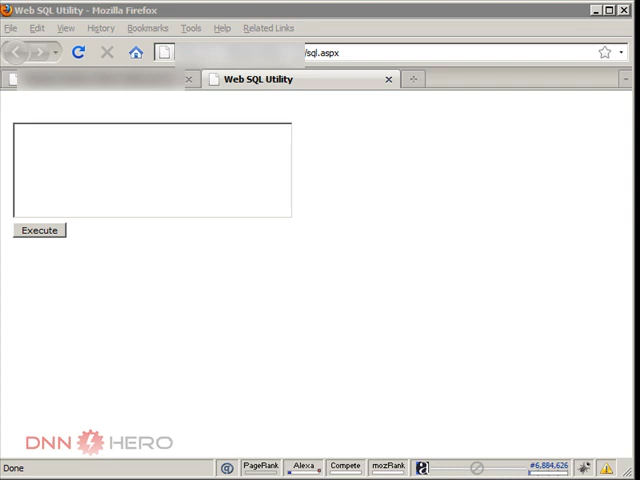 Web SQL Utility - Mozilla Firefox
File Edit View History Bookmarks Tools Help Related Links
/sql.aspx
Web SQL Utility
Execute
DNN HERO
Done @ PageRank Alexa Compete mozRank a #6,884,626